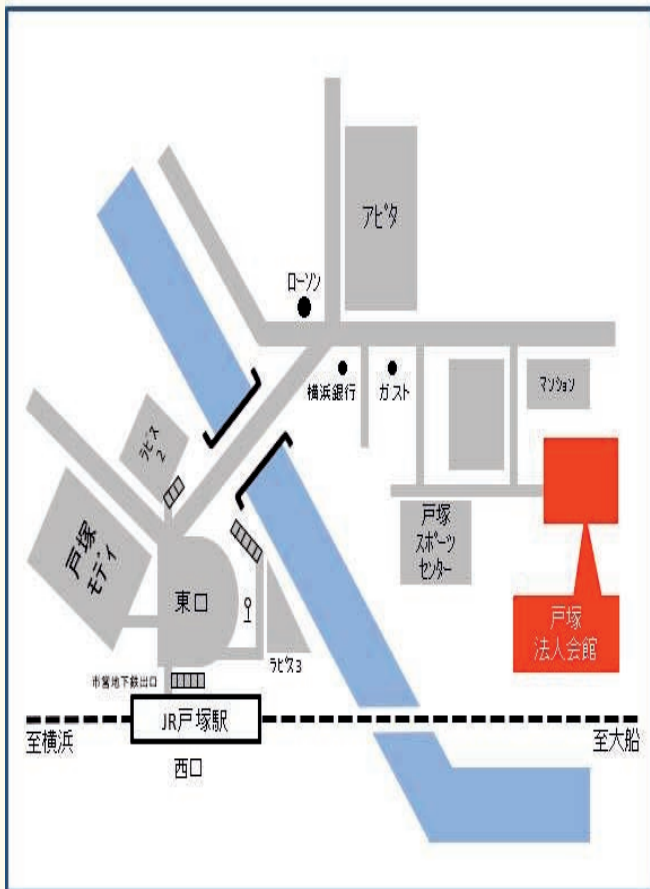 アピタ
ローソン
横浜銀行
ガスト
マンション
ラピス
2
戸塚
モディ
戸塚
スポーツ
センター
東口
戸塚
法人会館
ラピス3
市営地下鉄出口
JR戸塚駅
至横浜
至大船
西口